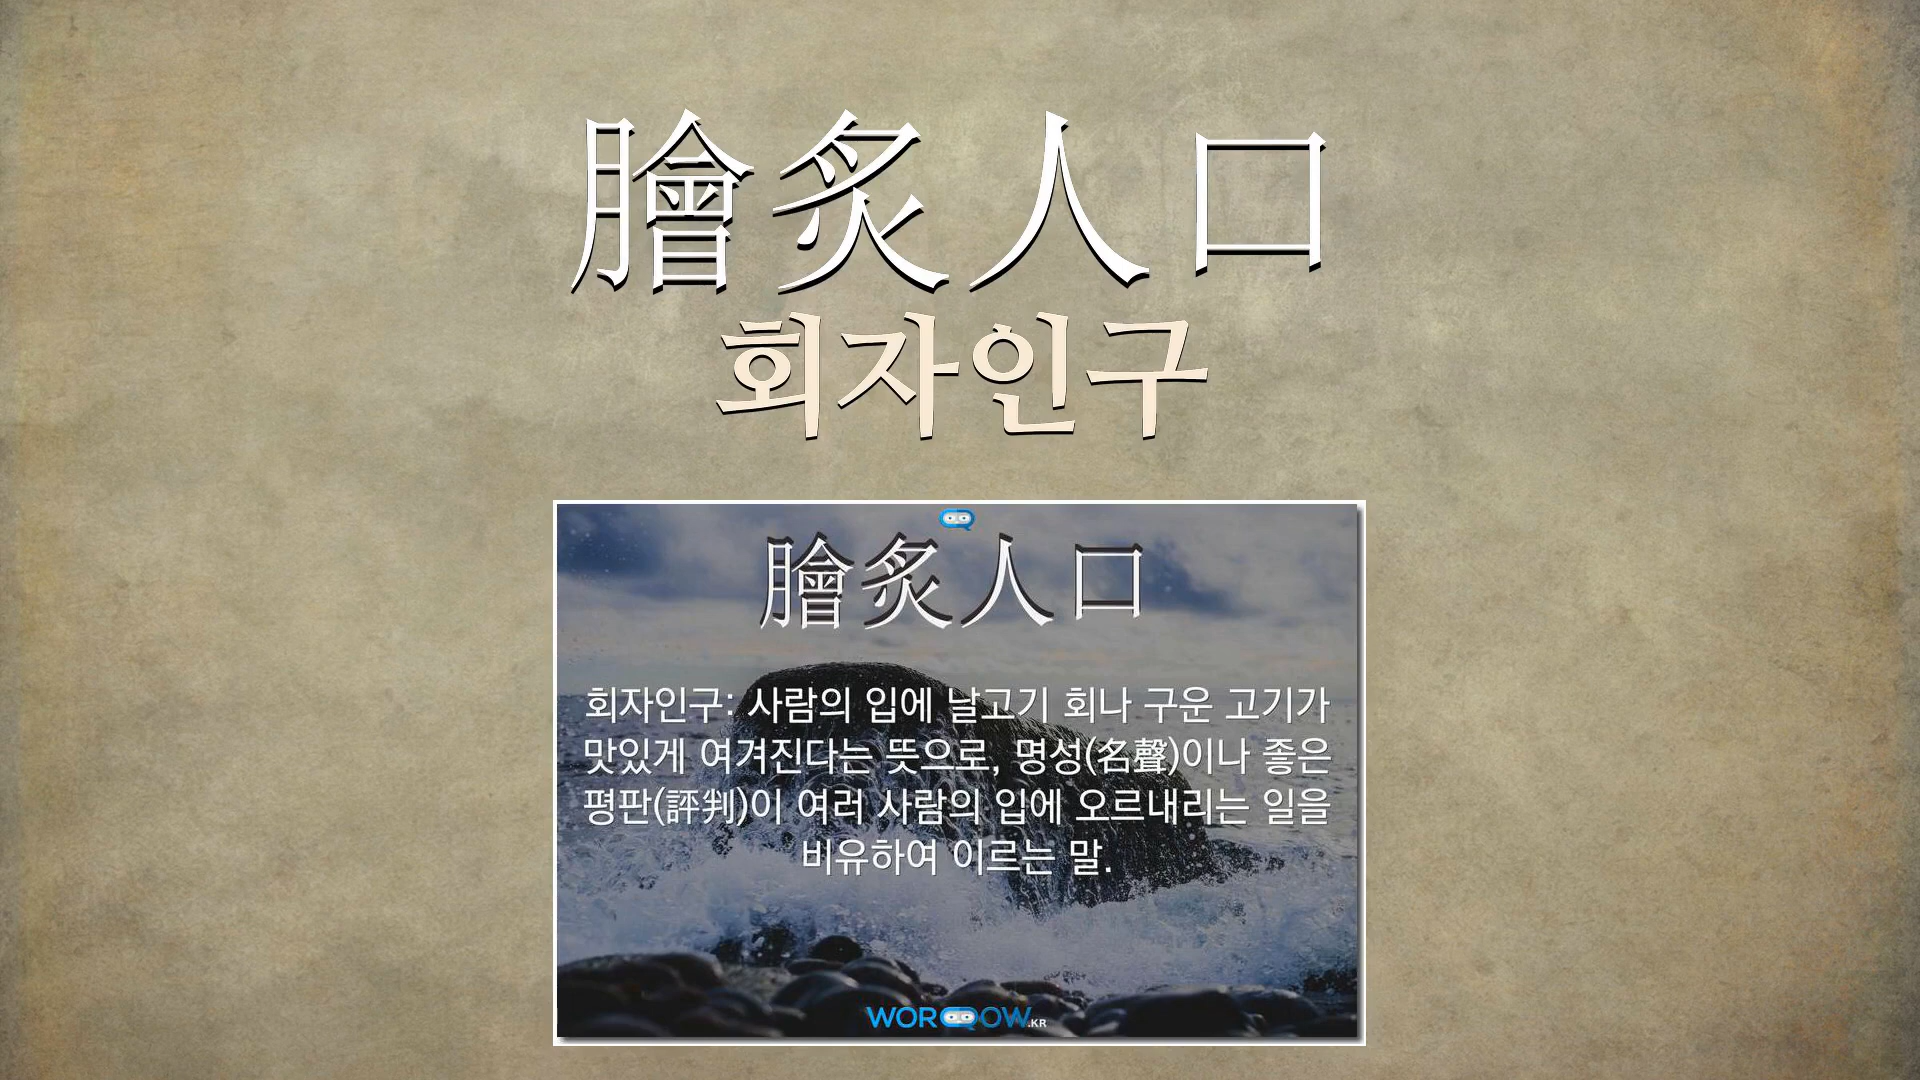 膾炙人口
회자인구
膾炙人口
회자인구: 사람의 입에 날고기 회나 구운 고기가
맛있게 여겨진다는 뜻으로, 명성(名聲)이나 좋은
평판(評判)이 여러 사람의 입에 오르내리는 일을
비유하여 이르는 말.
WORDROW.KR